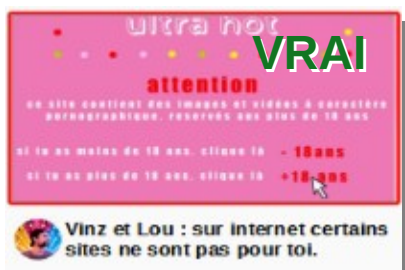 ultra hot
VRAI
attention
ce site contient des images et vidéos à caractère
pornographique, reservés aux plus de 18 ans
si tu as moins de 18 ans, clique là - 18ans
si tu as plus de 18 ans, clique là +18 ans
Vinz et Lou : sur internet certains
sites ne sont pas pour toi.